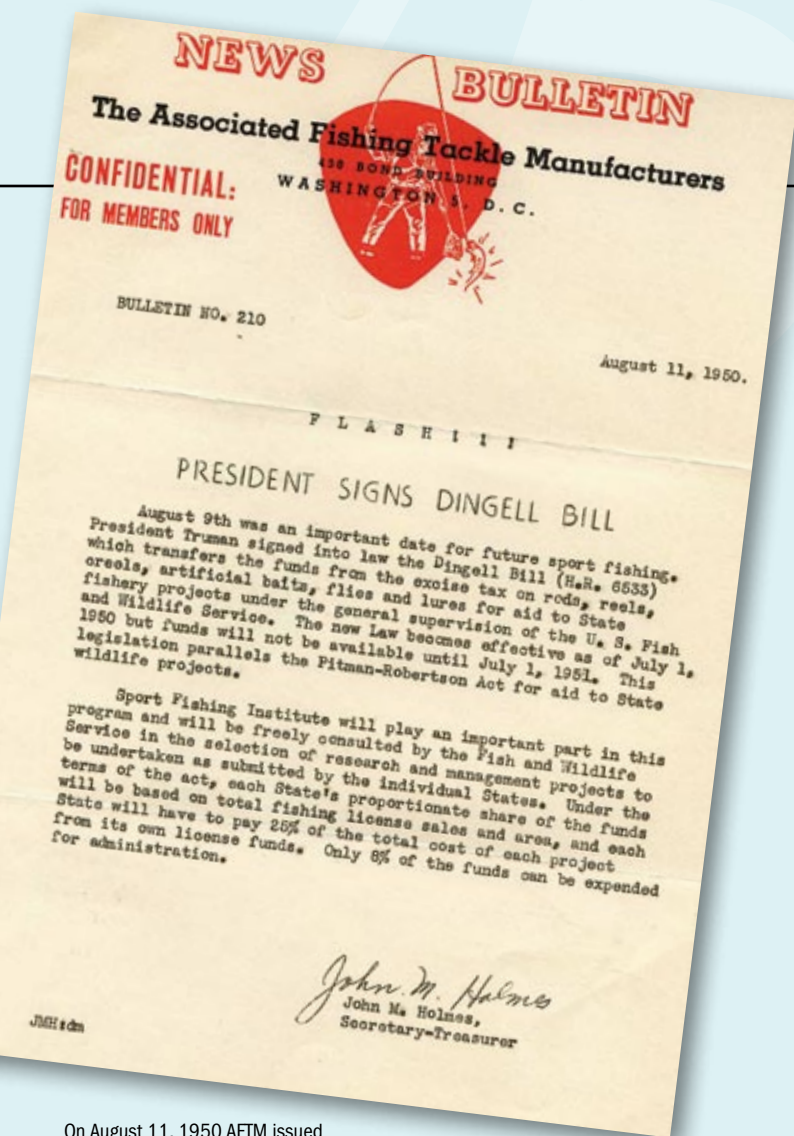 NEWS BULLETIN
The Associated Fishing Tackle Manufacturers
450 BOND BUILDING
WASHINGTON 5, D. C.
CONFIDENTIAL:
FOR MEMBERS ONLY
BULLETIN NO. 210
August 11, 1950.
F L A S H ! ! !
PRESIDENT SIGNS DINGELL BILL
August 9th was an important date for future sport fishing.
President Truman signed into law the Dingell Bill (H.R. 6533)
which transfers the funds from the excise tax on rods, reels,
creels, artificial baits, flies and lures for aid to State
fishery projects under the general supervision of the U. S. Fish
and Wildlife Service. The new Law becomes effective as of July 1,
1950 but funds will not be available until July 1, 1951. This
legislation parallels the Pitman-Robertson Act for aid to State
wildlife projects.
Sport Fishing Institute will play an important part in this
program and will be freely consulted by the Fish and Wildlife
Service in the selection of research and management projects to
be undertaken as submitted by the individual States. Under the
terms of the act, each State's proportionate share of the funds
will be based on total fishing license sales and area, and each
State will have to pay 25% of the total cost of each project
from its own license funds. Only 8% of the funds can be expended
for administration.
John M. Holmes
John M. Holmes,
Secretary-Treasurer
JMH:dm
On August 11, 1950 AFTM issued